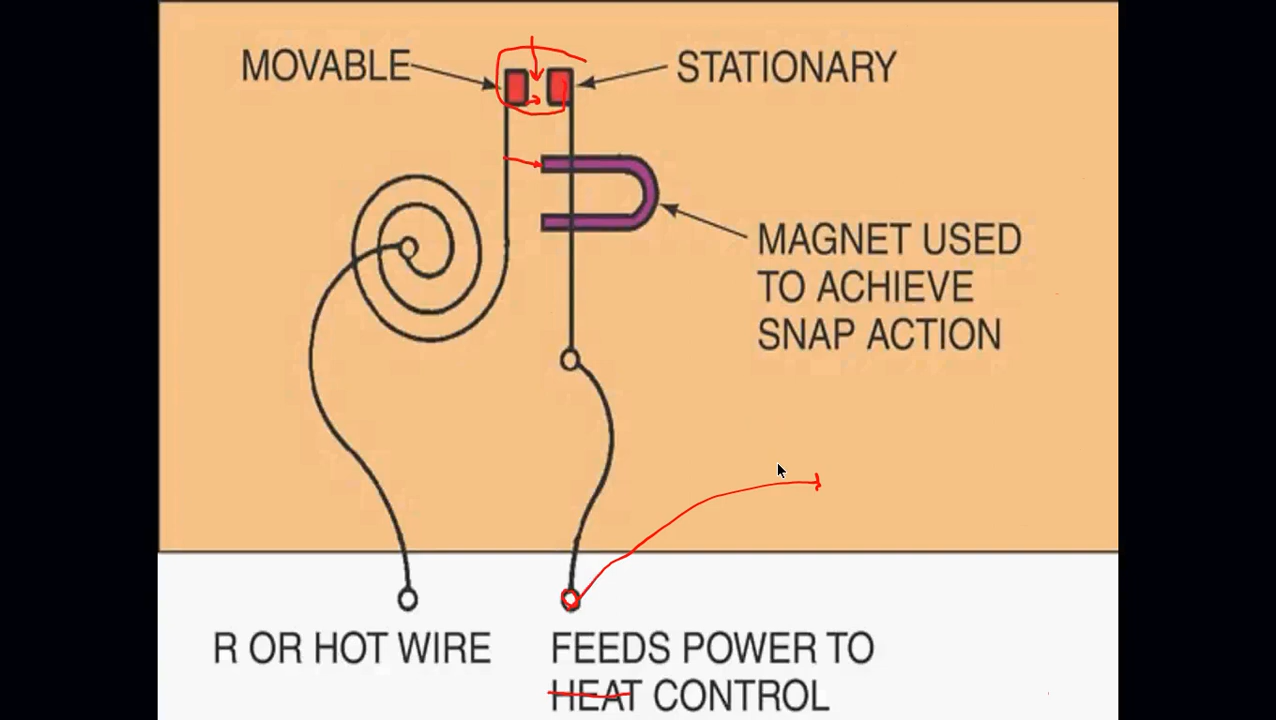 MOVABLE
STATIONARY
MAGNET USED
TO ACHIEVE
SNAP ACTION
R OR HOT WIRE
FEEDS POWER TO
HEAT CONTROL